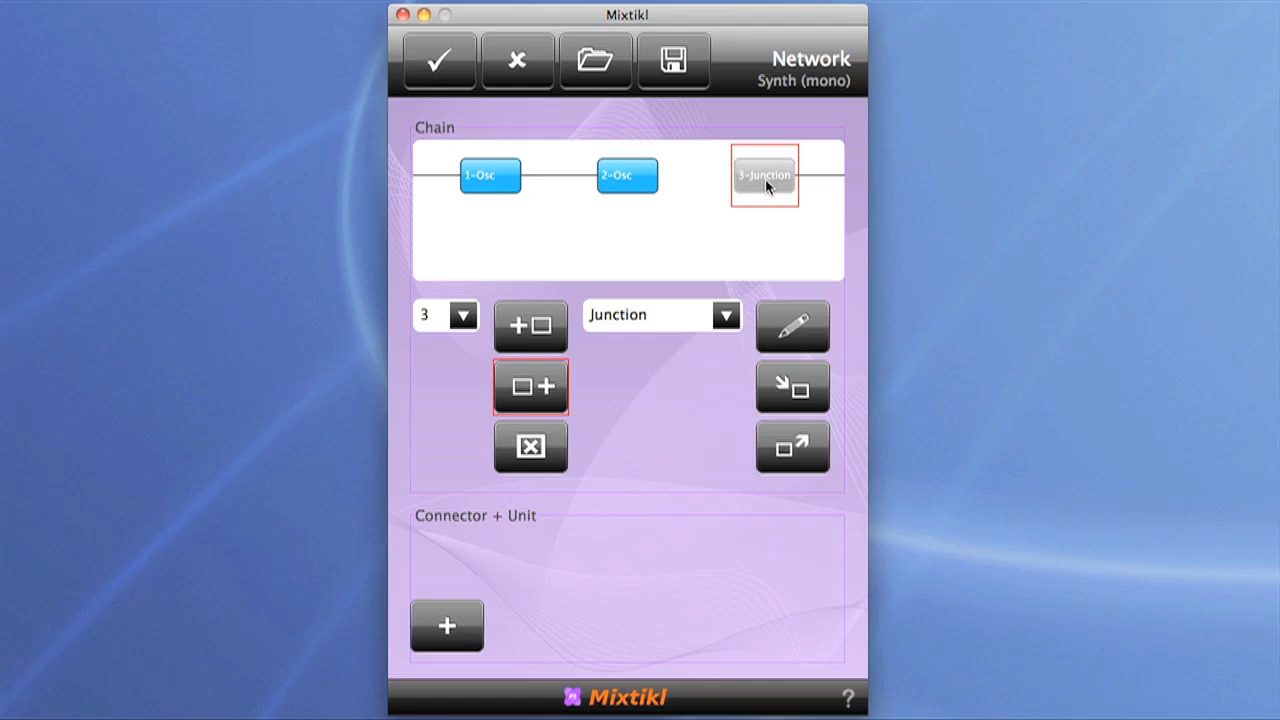 Mixtikl
Network
Synth (mono)
Chain
1-Osc
2-Osc
3-Junction
3
Junction
Connector + Unit
Mixtikl
?